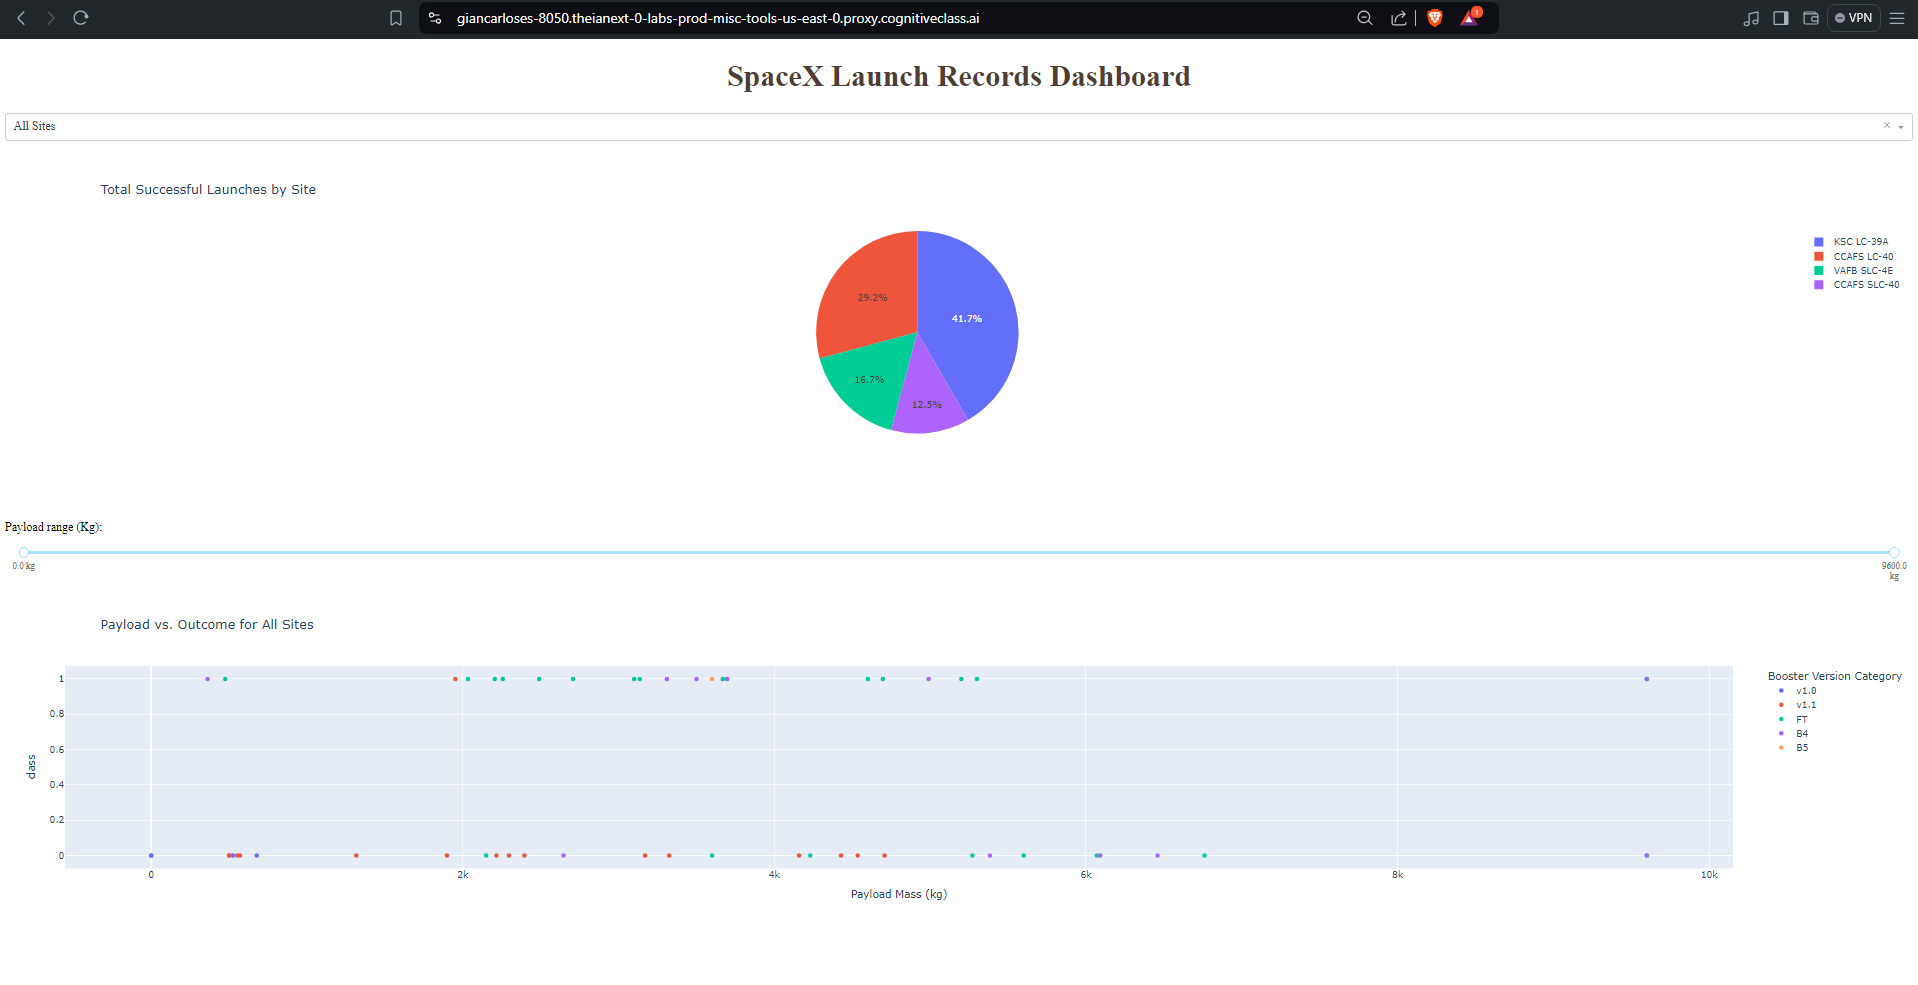 giancarloses-8050.theianext-0-labs-prod-misc-tools-us-east-0.proxy.cognitiveclass.ai
1
VPN
SpaceX Launch Records Dashboard
All Sites
Total Successful Launches by Site
KSC LC-39A
CCAFS LC-40
VAFB SLC-4E
CCAFS SLC-40
29.2%
41.7%
16.7%
12.5%
Payload range (Kg):
0.0 kg
9600.0
kg
Payload vs. Outcome for All Sites
Booster Version Category
v1.0
v1.1
FT
B4
B5
class
1
0.8
0.6
0.4
0.2
0
0
2k
4k
6k
8k
10k
Payload Mass (kg)